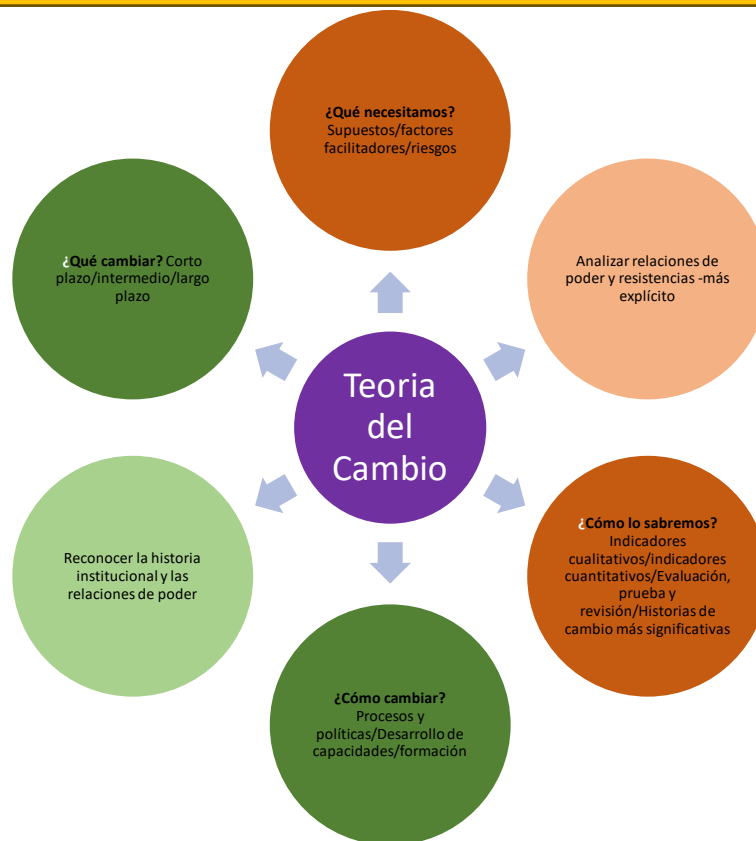 ¿Qué necesitamos?
Supuestos/factores
facilitadores/riesgos
¿Qué cambiar? Corto
plazo/intermedio/largo
plazo
Analizar relaciones de
poder y resistencias -más
explícito
Teoria
del
Cambio
Reconocer la historia
institucional y las
relaciones de poder
¿Cómo lo sabremos?
Indicadores
cualitativos/indicadores
cuantitativos/Evaluación,
prueba y
revisión/Historias de
cambio más significativas
¿Cómo cambiar?
Procesos y
políticas/Desarrollo de
capacidades/formación